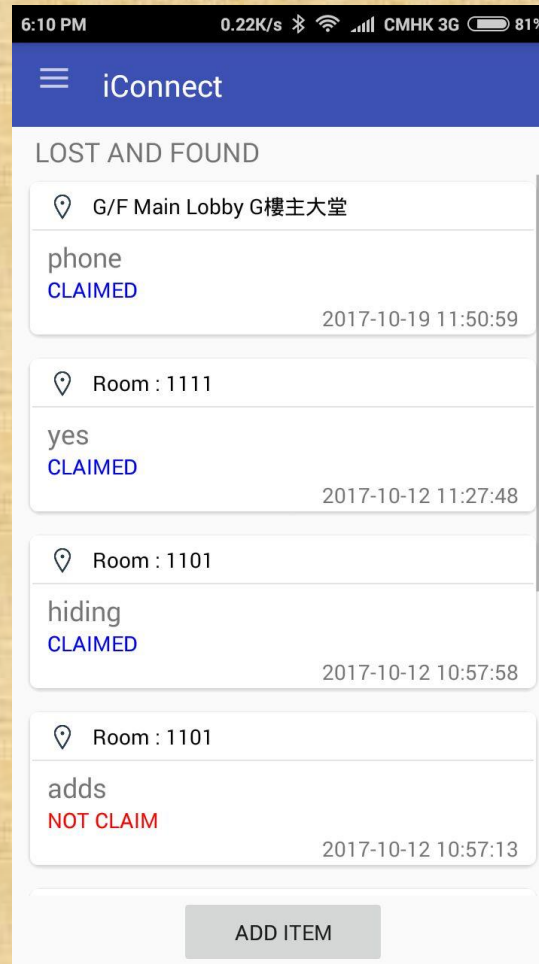 6:10 PM 0.22K/s CMHK 3G 81%
iConnect
LOST AND FOUND
G/F Main Lobby G樓主大堂
phone
CLAIMED
2017-10-19 11:50:59
Room : 1111
yes
CLAIMED
2017-10-12 11:27:48
Room : 1101
hiding
CLAIMED
2017-10-12 10:57:58
Room : 1101
adds
NOT CLAIM
2017-10-12 10:57:13
ADD ITEM